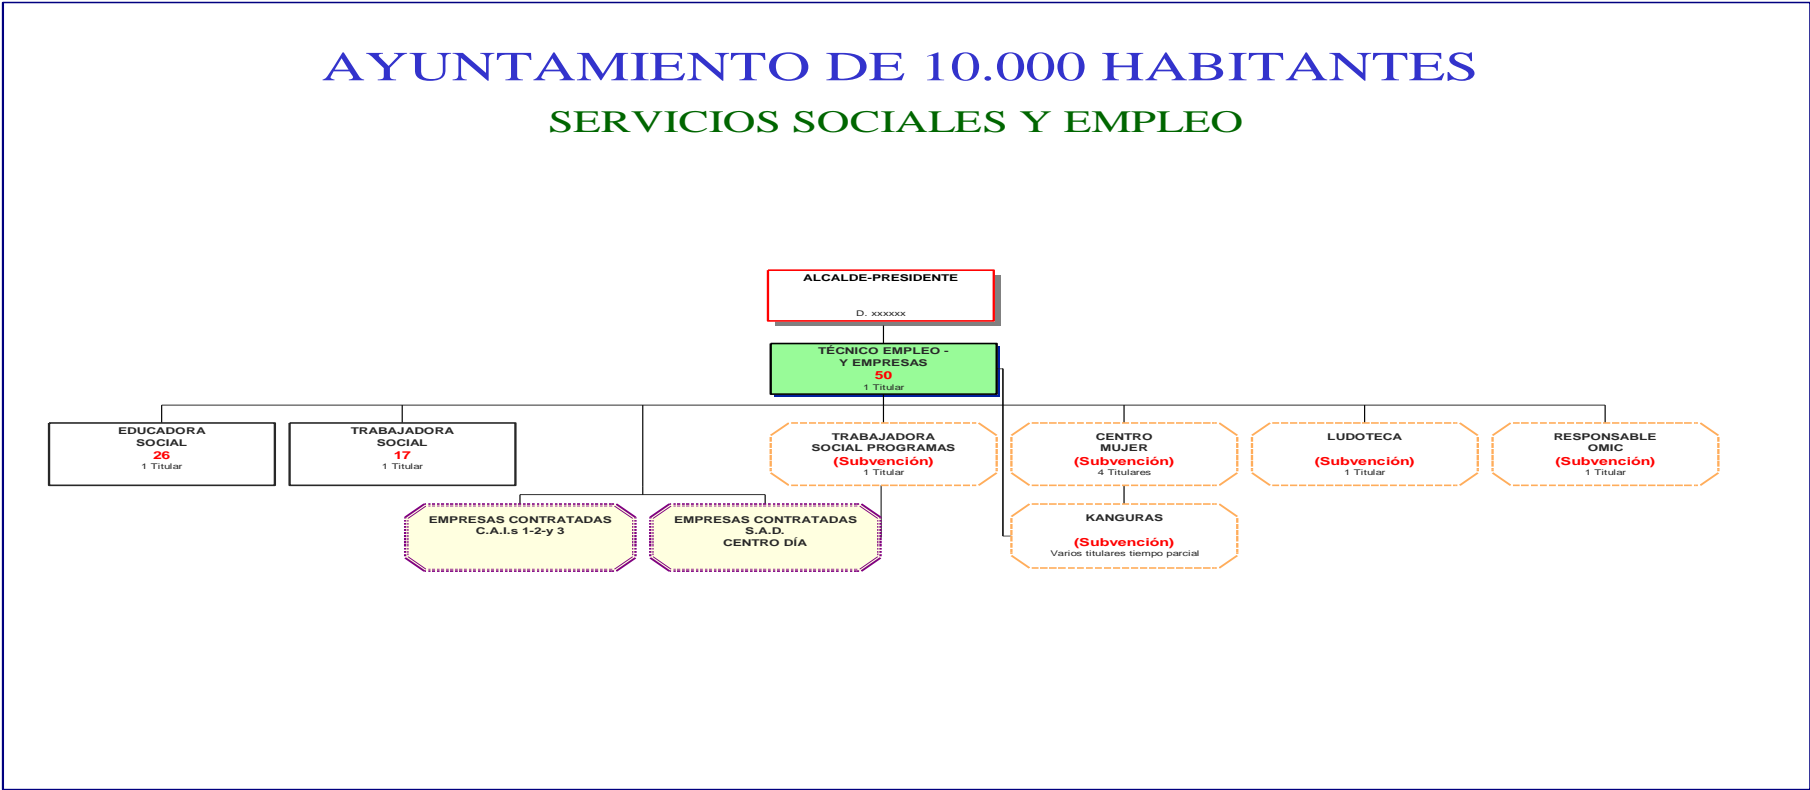 AYUNTAMIENTO DE 10.000 HABITANTES
SERVICIOS SOCIALES Y EMPLEO
ALCALDE-PRESIDENTE
D. xxxxxx
TÉCNICO EMPLEO -
Y EMPRESAS
50
1 Titular
EDUCADORA
SOCIAL
26
1 Titular
TRABAJADORA
SOCIAL
17
1 Titular
TRABAJADORA
SOCIAL PROGRAMAS
(Subvención)
1 Titular
CENTRO
MUJER
(Subvención)
4 Titulares
LUDOTECA
(Subvención)
1 Titular
RESPONSABLE
OMIC
(Subvención)
1 Titular
EMPRESAS CONTRATADAS
C.A.I.s 1-2-y 3
EMPRESAS CONTRATADAS
S.A.D.
CENTRO DÍA
KANGURAS
(Subvención)
Varios titulares tiempo parcial